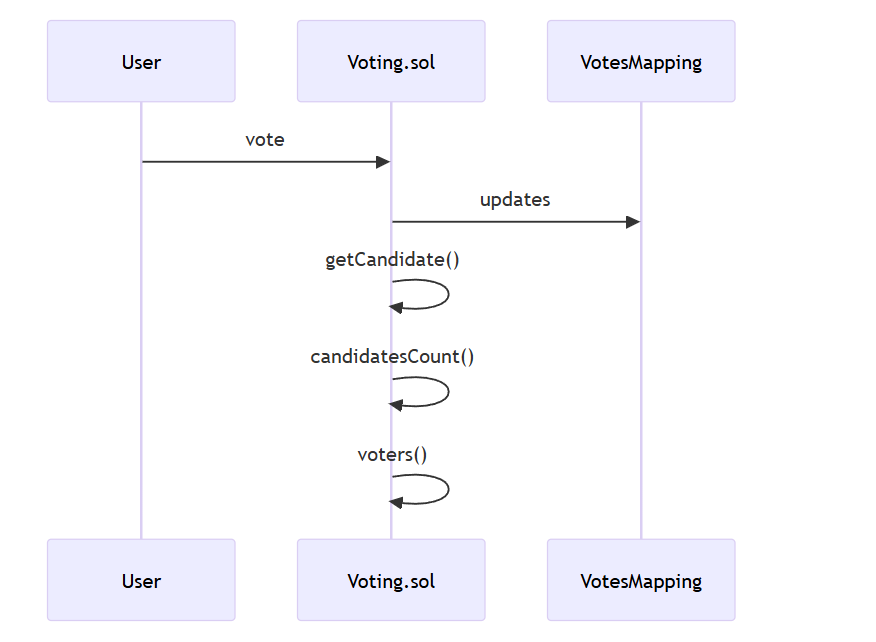 User
Voting.sol
VotesMapping
vote
updates
getCandidate()
candidatesCount()
voters()
User
Voting.sol
VotesMapping